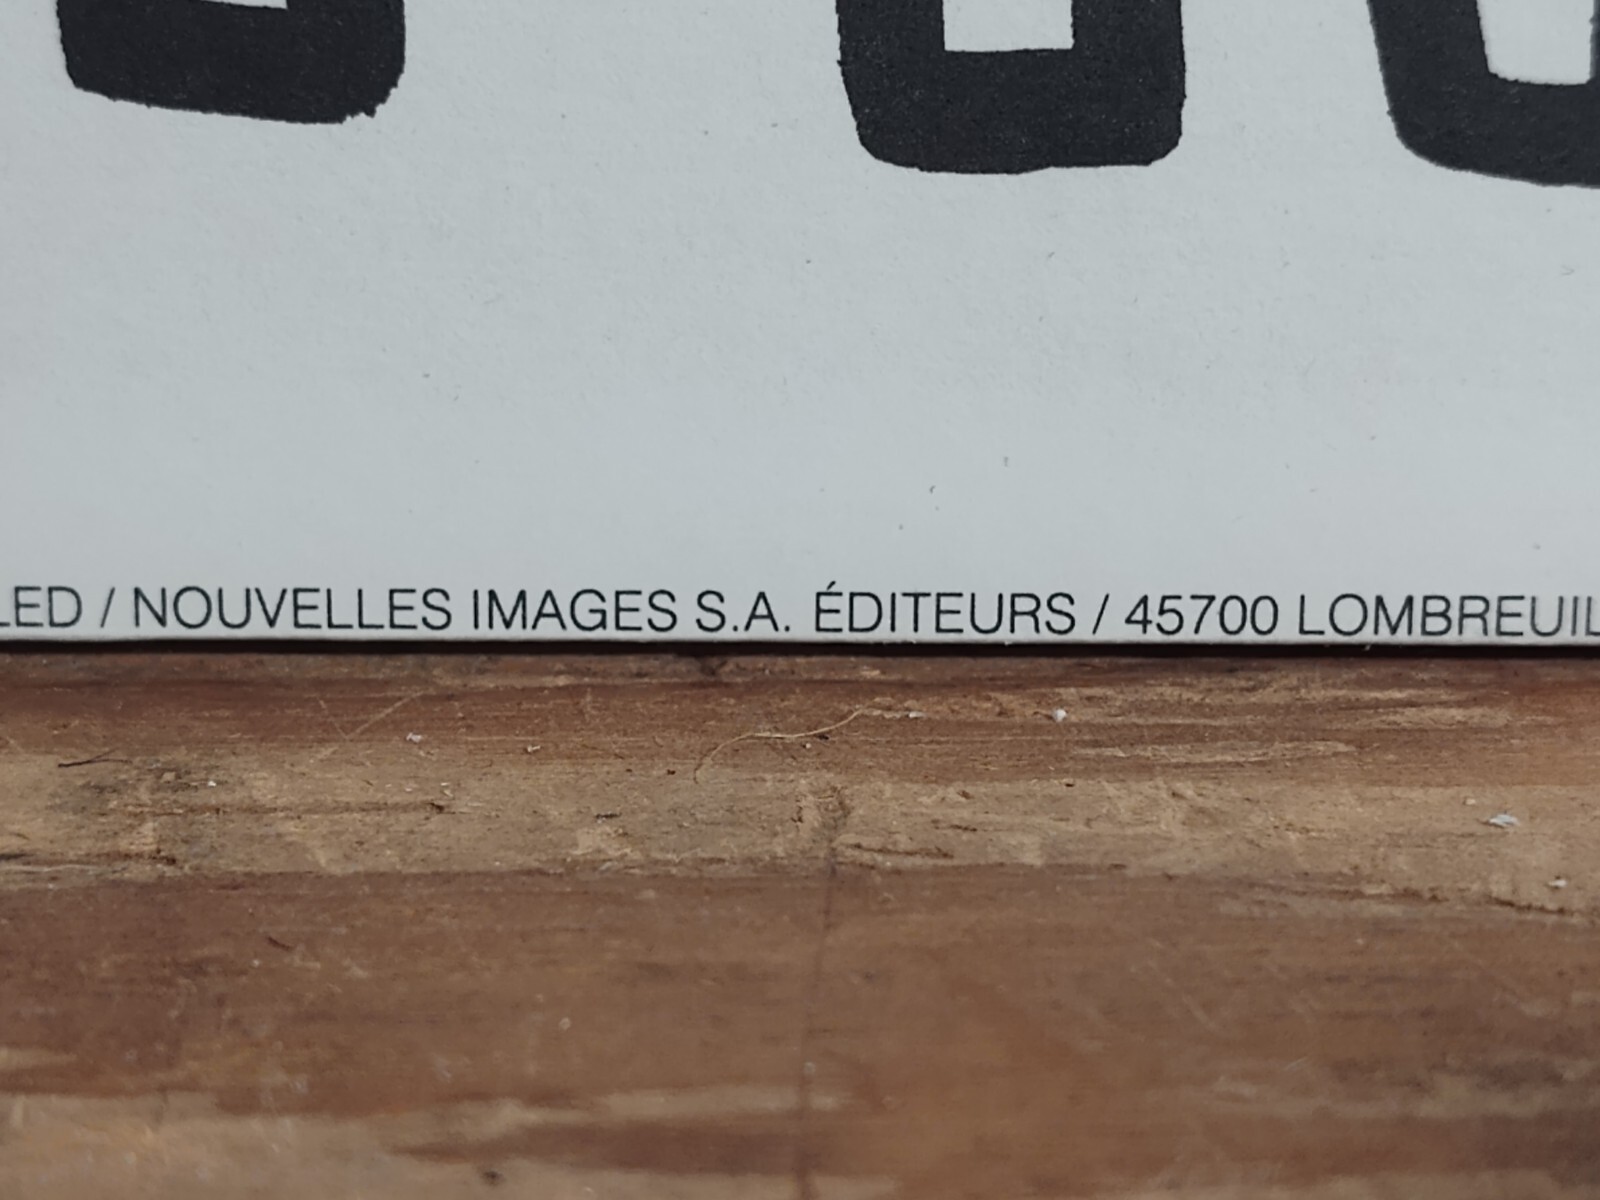 LED / NOUVELLES IMAGES S.A. ÉDITEURS / 45700 LOMBREUIL